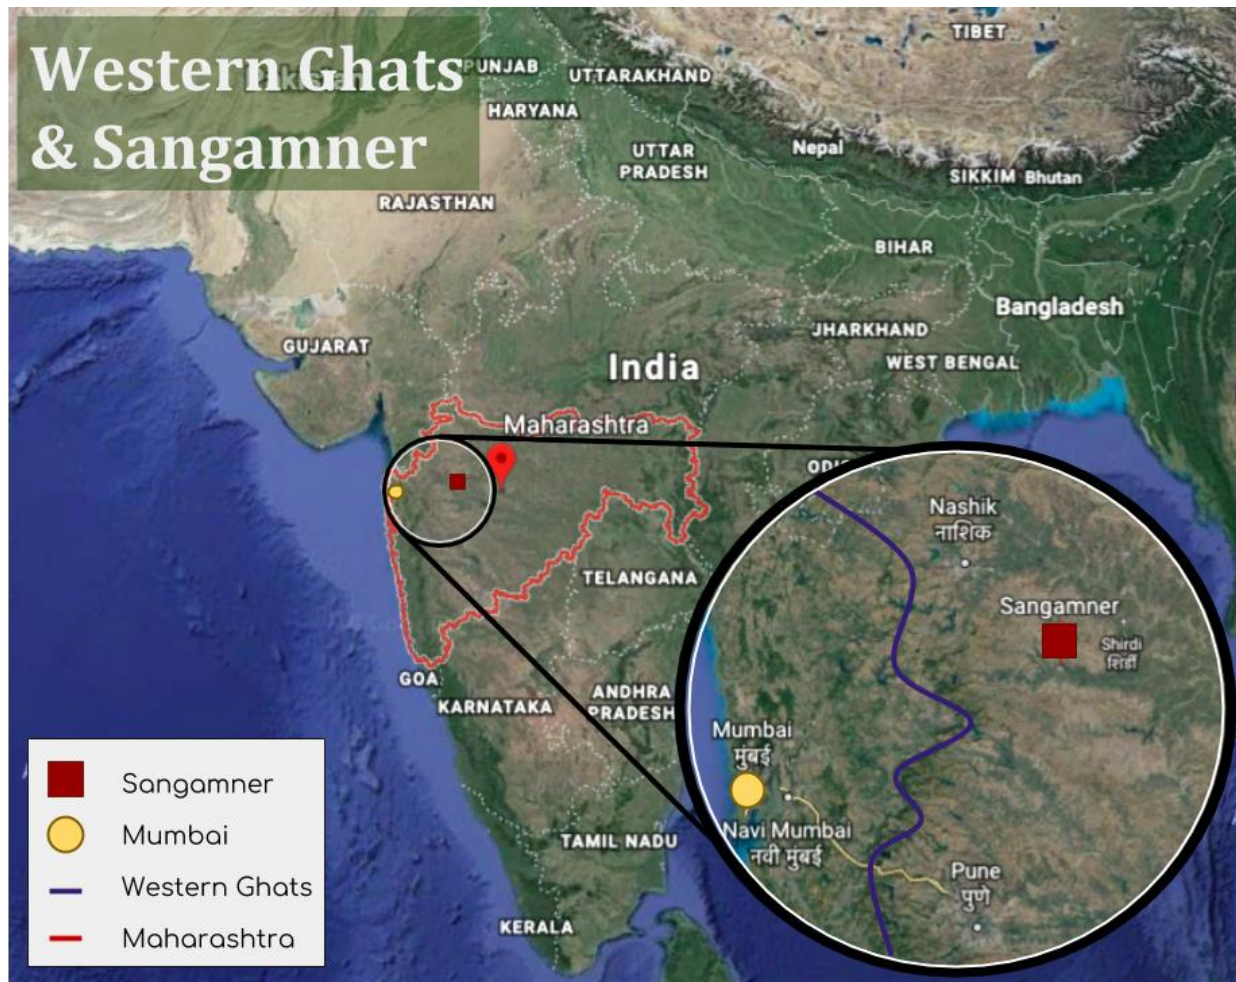 Western Ghats
& Sangamner
Pakistan
PUNJAB
HARYANA
UTTARAKHAND
TIBET
UTTAR
PRADESH
Nepal
SIKKIM
Bhutan
RAJASTHAN
BIHAR
Bangladesh
JHARKHAND
GUJARAT
India
WEST BENGAL
Maharashtra
TELANGANA
GOA
KARNATAKA
ANDHRA
PRADESH
TAMIL NADU
KERALA
Nashik
नाशिक
Sangamner
Shirdi
शिर्डी
Mumbai
मुंबई
Navi Mumbai
नवी मुंबई
Pune
पुणे
Sangamner
Mumbai
Western Ghats
Maharashtra